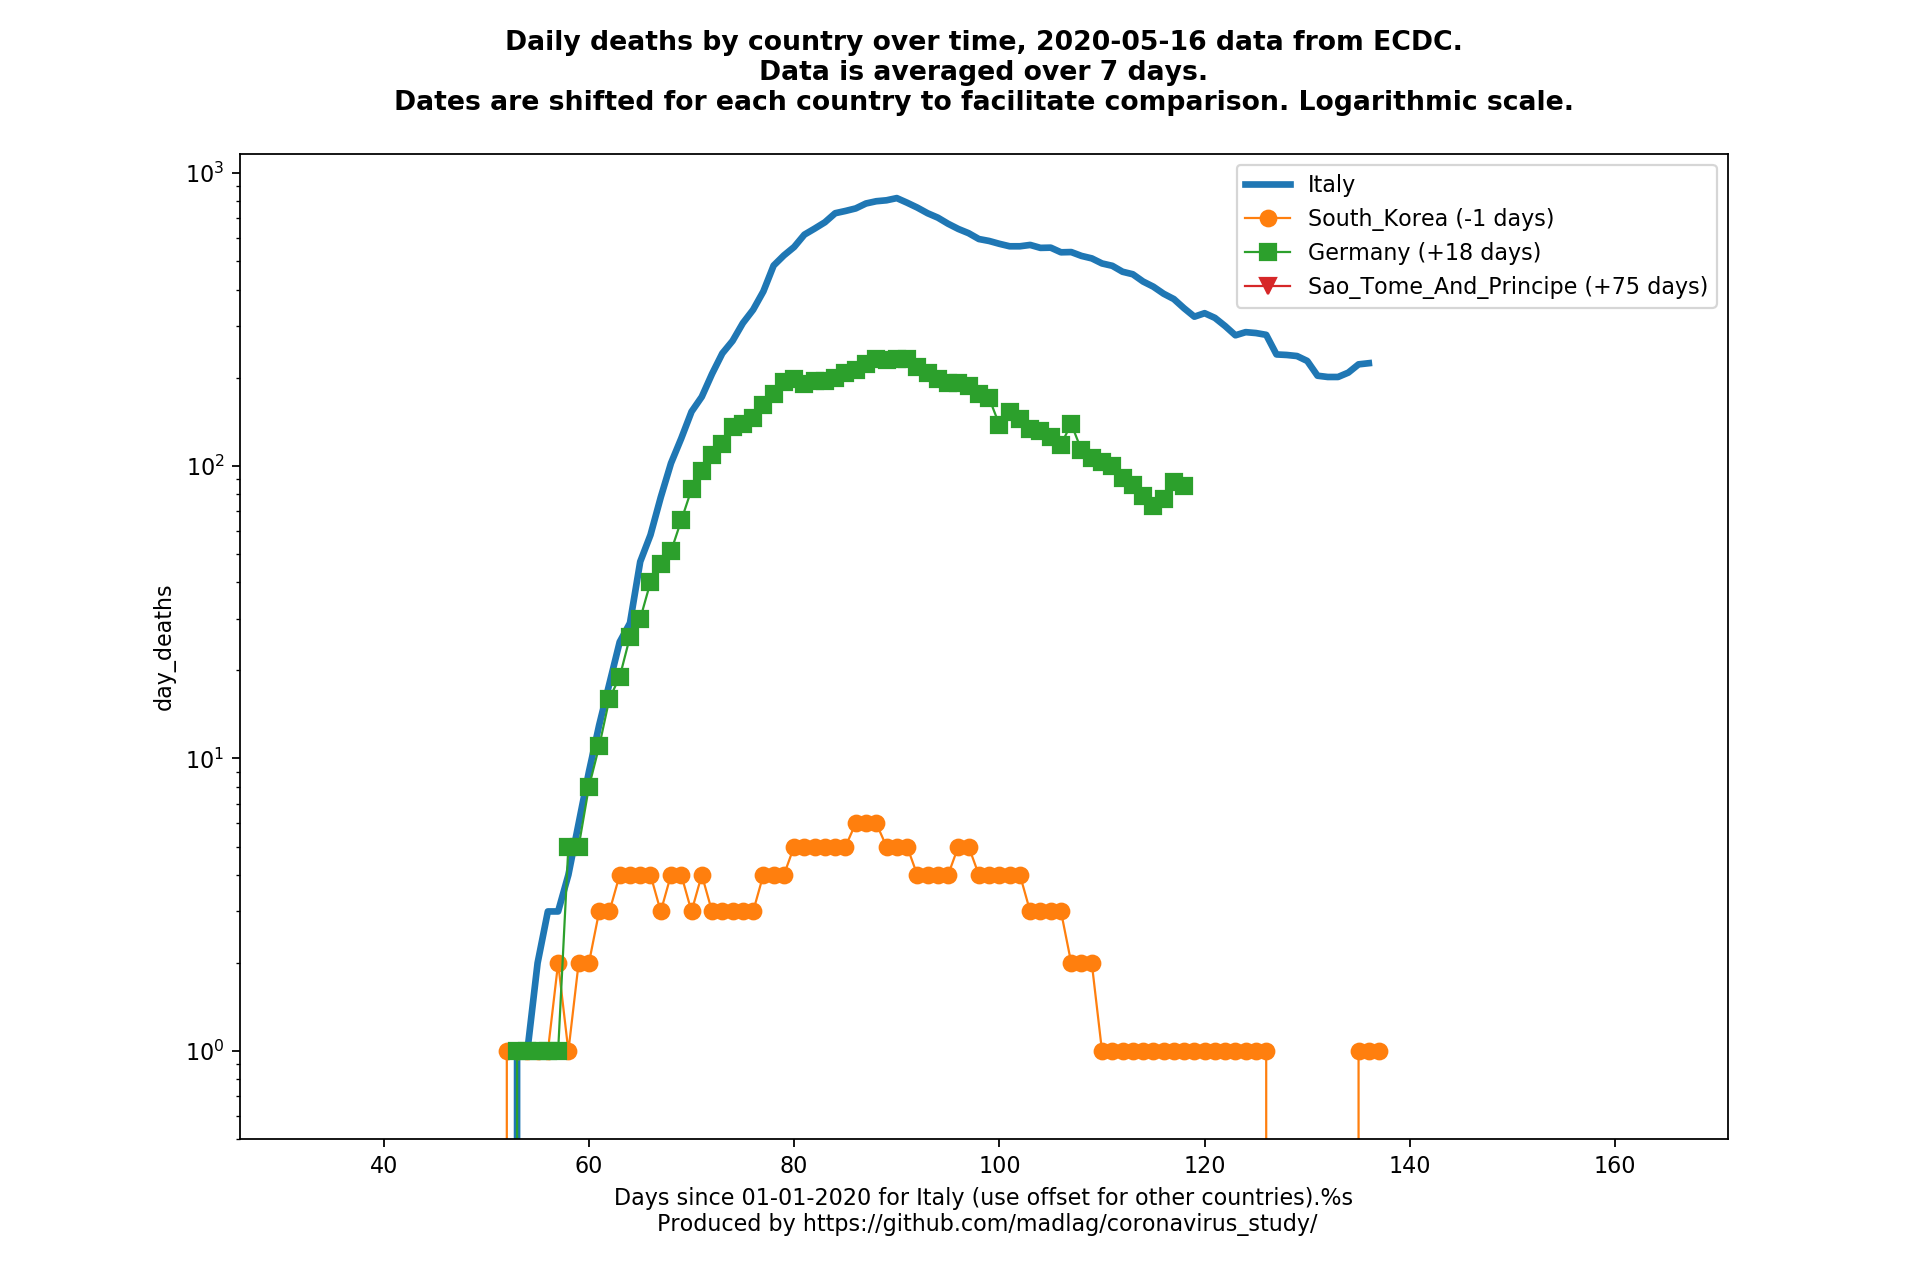 Daily deaths by country over time, 2020-05-16 data from ECDC.
Data is averaged over 7 days.
Dates are shifted for each country to facilitate comparison. Logarithmic scale.
Italy
South_Korea (-1 days)
Germany (+18 days)
Sao_Tome_And_Principe (+75 days)
day_deaths
10³
10²
10¹
10⁰
40 60 80 100 120 140 160
Days since 01-01-2020 for Italy (use offset for other countries).%s
Produced by https://github.com/madlag/coronavirus_study/